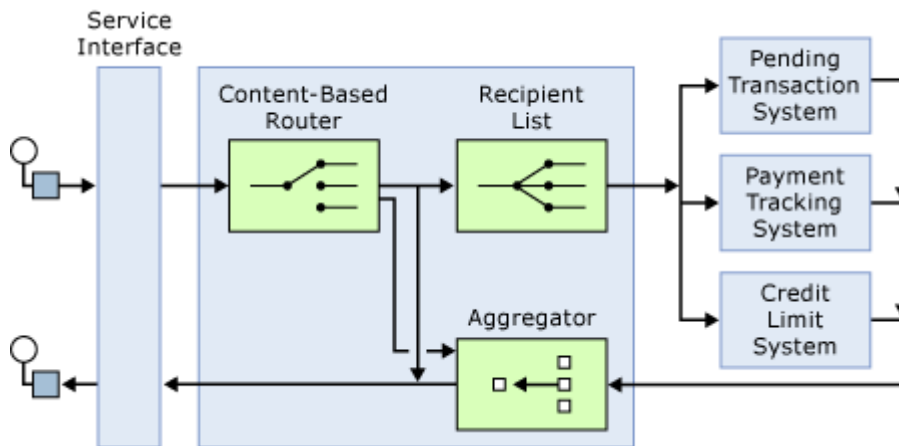 Service
Interface
Content-Based
Router
Recipient
List
Pending
Transaction
System
Payment
Tracking
System
Aggregator
Credit
Limit
System